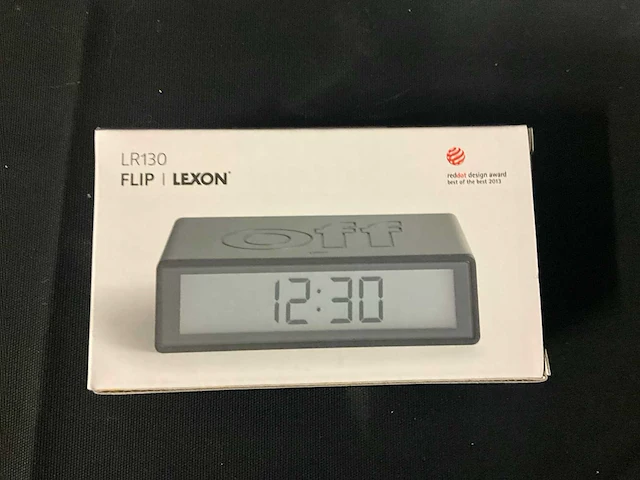 LR130
FLIP | LEXON
reddot design award
best of the best 2013
Off
12:30